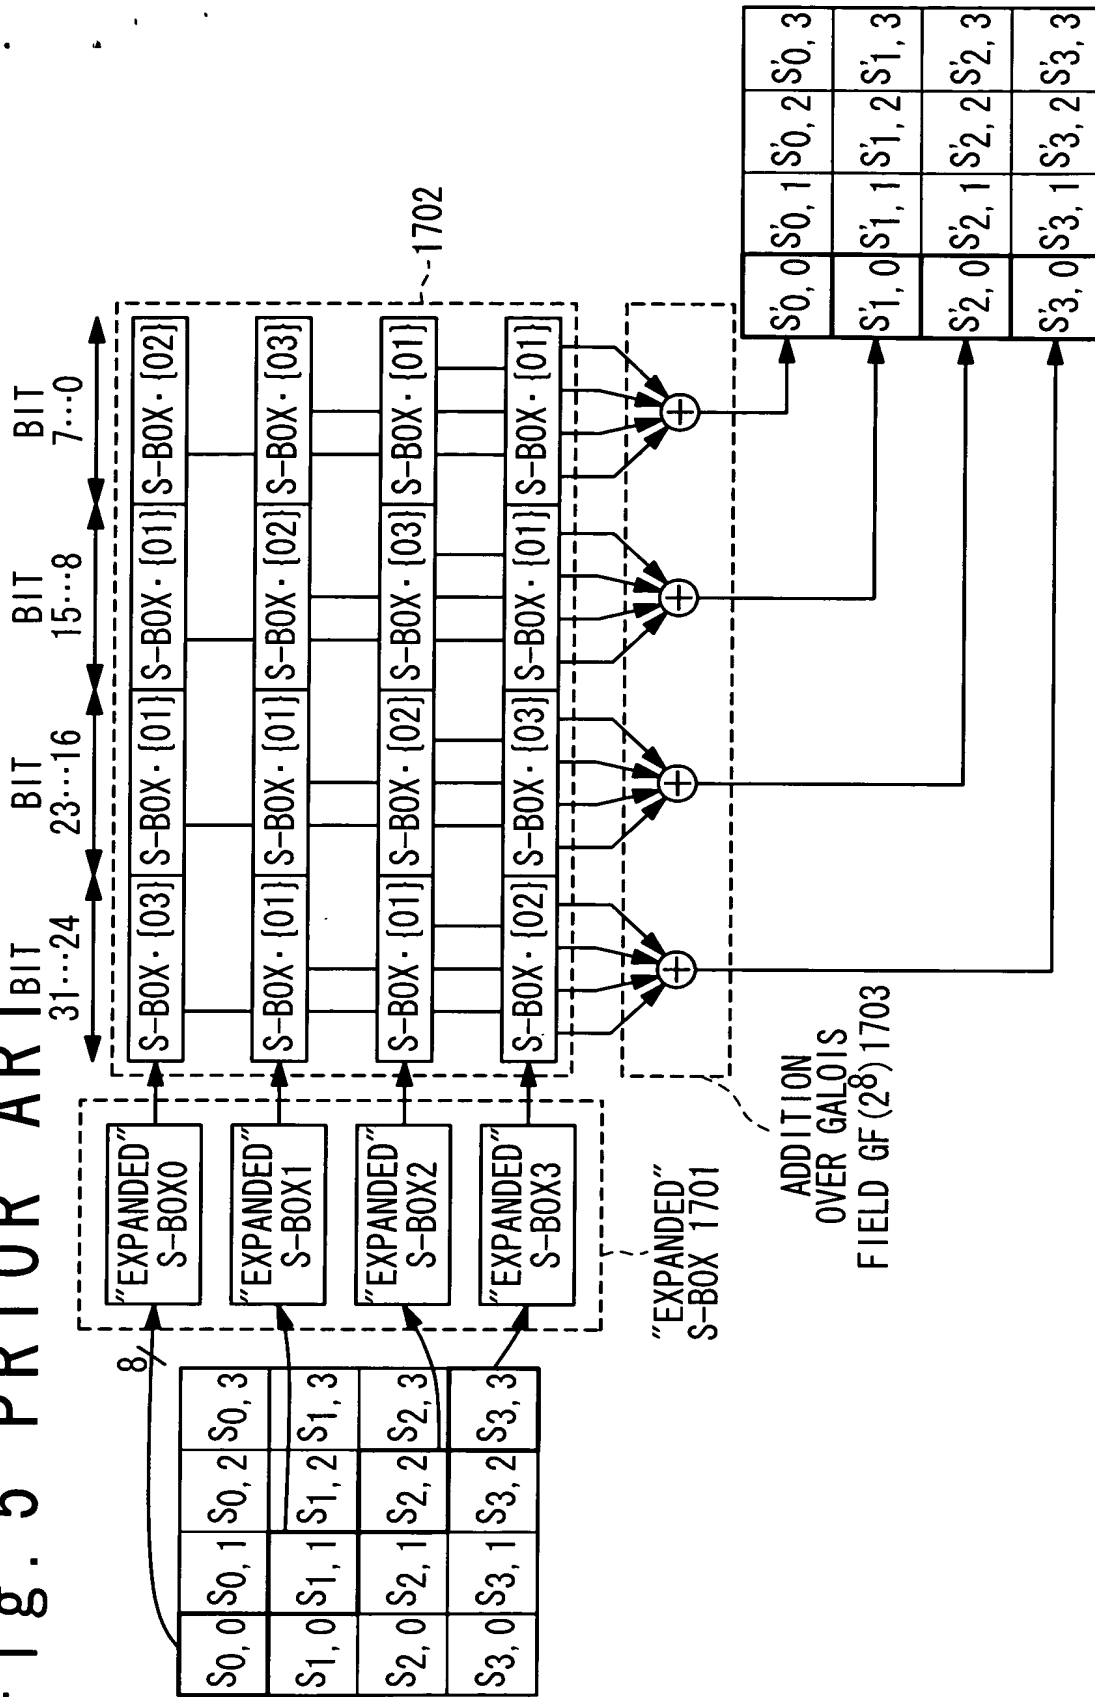 Fig. 5 PRIOR ART
BIT 31⋯24
BIT 23⋯16
BIT 15⋯8
BIT 7⋯0
8
"EXPANDED" S-BOX0
"EXPANDED" S-BOX1
"EXPANDED" S-BOX2
"EXPANDED" S-BOX3
S-BOX・{03} S-BOX・{01} S-BOX・{01} S-BOX・{02}
S-BOX・{01} S-BOX・{01} S-BOX・{02} S-BOX・{03}
S-BOX・{01} S-BOX・{02} S-BOX・{03} S-BOX・{01}
S-BOX・{02} S-BOX・{03} S-BOX・{01} S-BOX・{01}
1702
S0,0 S0,1 S0,2 S0,3
S1,0 S1,1 S1,2 S1,3
S2,0 S2,1 S2,2 S2,3
S3,0 S3,1 S3,2 S3,3
"EXPANDED"
S-BOX 1701
ADDITION
OVER GALOIS
FIELD GF(2⁸)1703
S'0,0 S'0,1 S'0,2 S'0,3
S'1,0 S'1,1 S'1,2 S'1,3
S'2,0 S'2,1 S'2,2 S'2,3
S'3,0 S'3,1 S'3,2 S'3,3